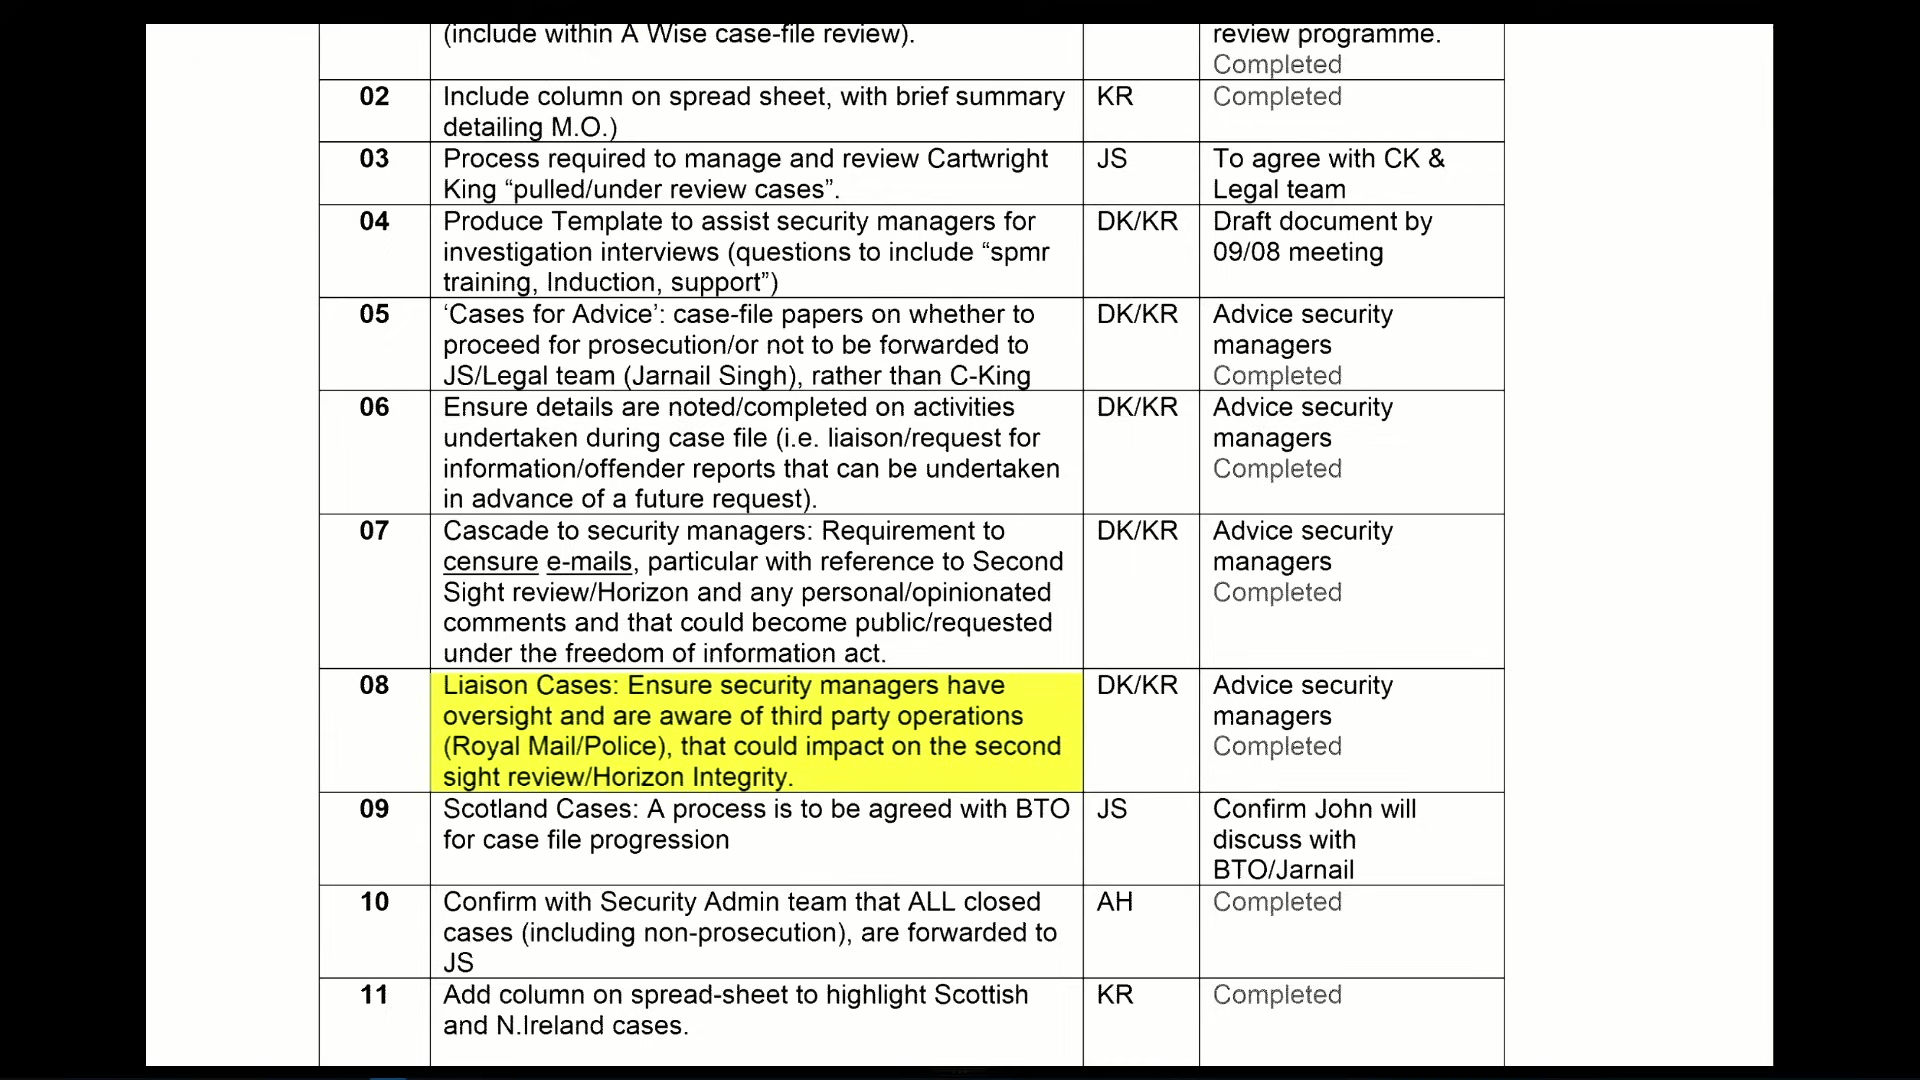 (include within A Wise case-file review).
review programme.
Completed
02
Include column on spread sheet, with brief summary
detailing M.O.)
KR
Completed
03
Process required to manage and review Cartwright
King “pulled/under review cases”.
JS
To agree with CK &
Legal team
04
Produce Template to assist security managers for
investigation interviews (questions to include “spmr
training, Induction, support”)
DK/KR
Draft document by
09/08 meeting
05
‘Cases for Advice’: case-file papers on whether to
proceed for prosecution/or not to be forwarded to
JS/Legal team (Jarnail Singh), rather than C-King
DK/KR
Advice security
managers
Completed
06
Ensure details are noted/completed on activities
undertaken during case file (i.e. liaison/request for
information/offender reports that can be undertaken
in advance of a future request).
DK/KR
Advice security
managers
Completed
07
Cascade to security managers: Requirement to
censure e-mails, particular with reference to Second
Sight review/Horizon and any personal/opinionated
comments and that could become public/requested
under the freedom of information act.
DK/KR
Advice security
managers
Completed
08
Liaison Cases: Ensure security managers have
oversight and are aware of third party operations
(Royal Mail/Police), that could impact on the second
sight review/Horizon Integrity.
DK/KR
Advice security
managers
Completed
09
Scotland Cases: A process is to be agreed with BTO
for case file progression
JS
Confirm John will
discuss with
BTO/Jarnail
10
Confirm with Security Admin team that ALL closed
cases (including non-prosecution), are forwarded to
JS
AH
Completed
11
Add column on spread-sheet to highlight Scottish
and N.Ireland cases.
KR
Completed